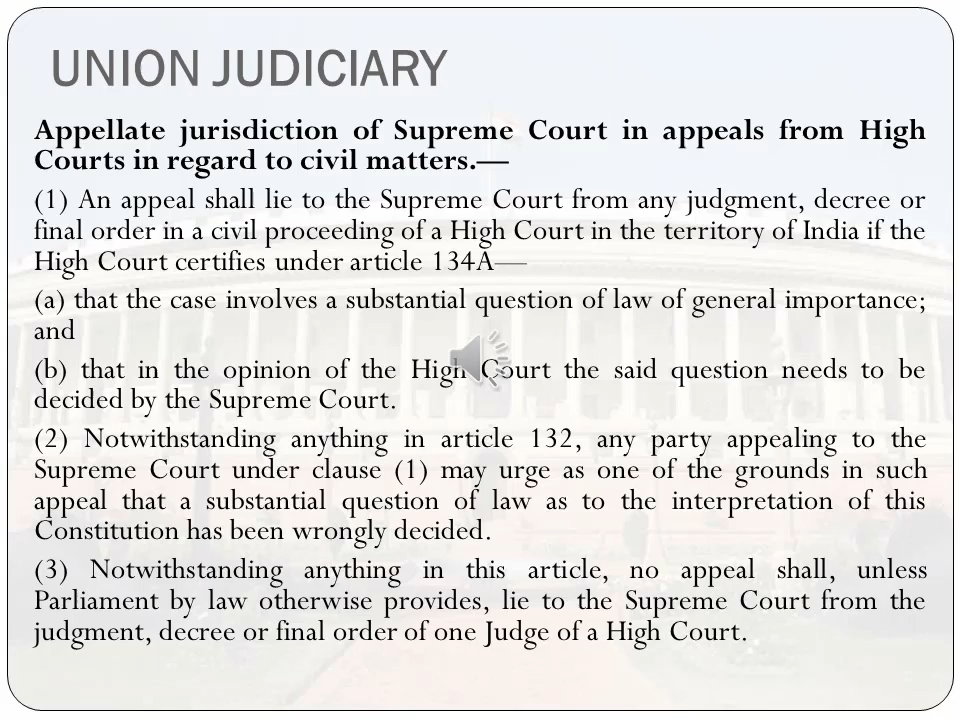 UNION JUDICIARY
Appellate jurisdiction of Supreme Court in appeals from High
Courts in regard to civil matters.—
(1) An appeal shall lie to the Supreme Court from any judgment, decree or
final order in a civil proceeding of a High Court in the territory of India if the
High Court certifies under article 134A—
(a) that the case involves a substantial question of law of general importance;
and
(b) that in the opinion of the High Court the said question needs to be
decided by the Supreme Court.
(2) Notwithstanding anything in article 132, any party appealing to the
Supreme Court under clause (1) may urge as one of the grounds in such
appeal that a substantial question of law as to the interpretation of this
Constitution has been wrongly decided.
(3) Notwithstanding anything in this article, no appeal shall, unless
Parliament by law otherwise provides, lie to the Supreme Court from the
judgment, decree or final order of one Judge of a High Court.